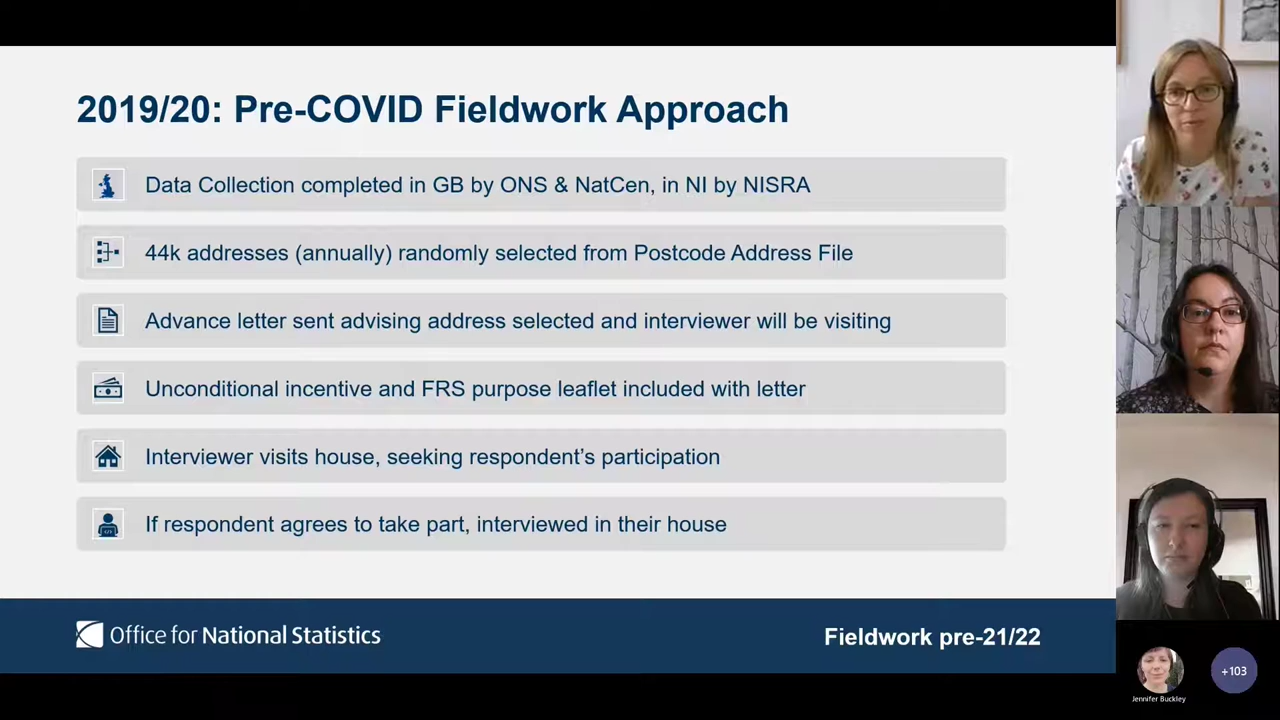 2019/20: Pre-COVID Fieldwork Approach
Data Collection completed in GB by ONS & NatCen, in NI by NISRA
44k addresses (annually) randomly selected from Postcode Address File
Advance letter sent advising address selected and interviewer will be visiting
Unconditional incentive and FRS purpose leaflet included with letter
Interviewer visits house, seeking respondent’s participation
If respondent agrees to take part, interviewed in their house
Office for National Statistics
Fieldwork pre-21/22
+103
Jennifer Buckley